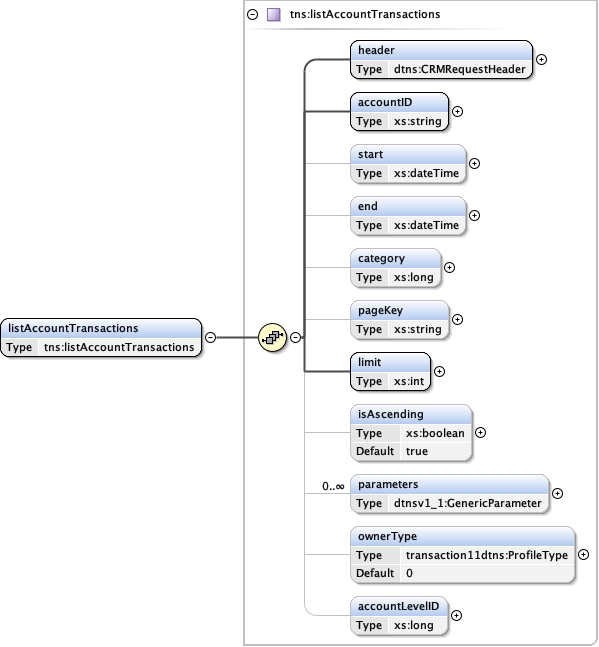 tns:listAccountTransactions
header
Type dtns:CRMRequestHeader
accountID
Type xs:string
start
Type xs:dateTime
end
Type xs:dateTime
category
Type xs:long
pageKey
Type xs:string
listAccountTransactions
Type tns:listAccountTransactions
limit
Type xs:int
isAscending
Type xs:boolean
Default true
0..∞
parameters
Type dtnsv1_1:GenericParameter
ownerType
Type transaction11dtns:ProfileType
Default 0
accountLevelID
Type xs:long